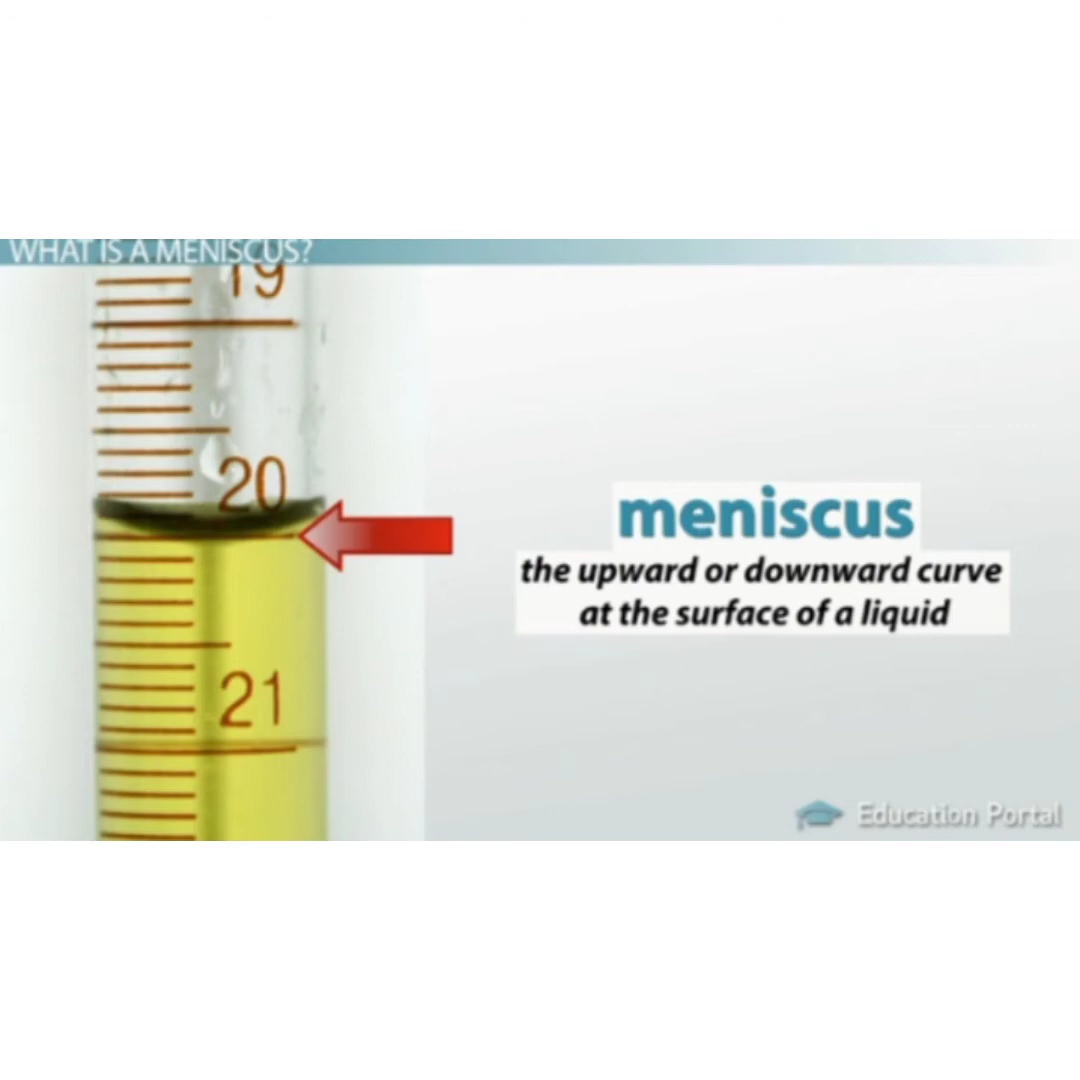 WHAT IS A MENISCUS?
19
20
meniscus
the upward or downward curve
at the surface of a liquid
21
Education Portal